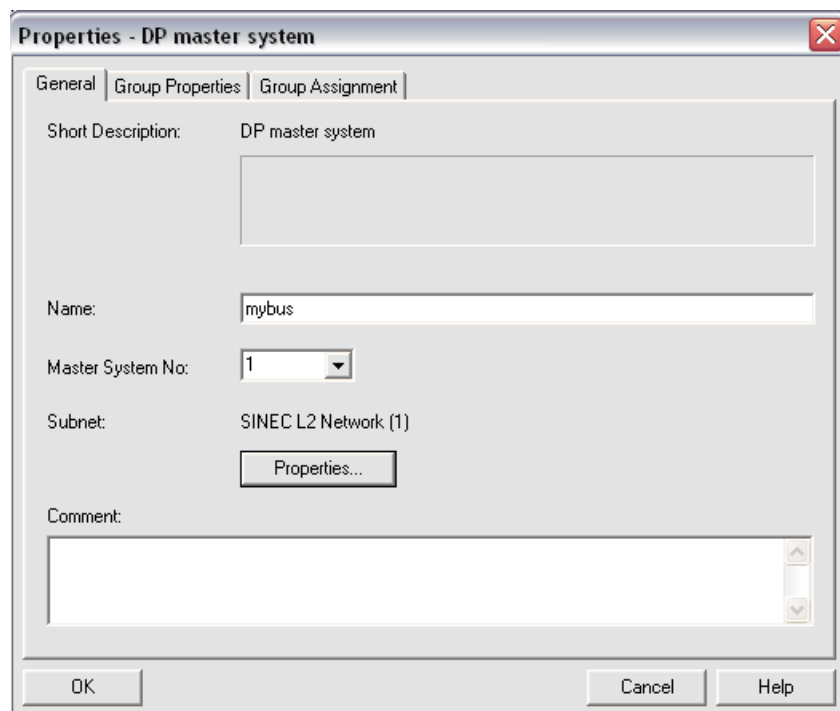 Properties - DP master system
General Group Properties Group Assignment
Short Description: DP master system
Name: mybus
Master System No: 1
Subnet: SINEC L2 Network (1)
Properties...
Comment:
OK Cancel Help